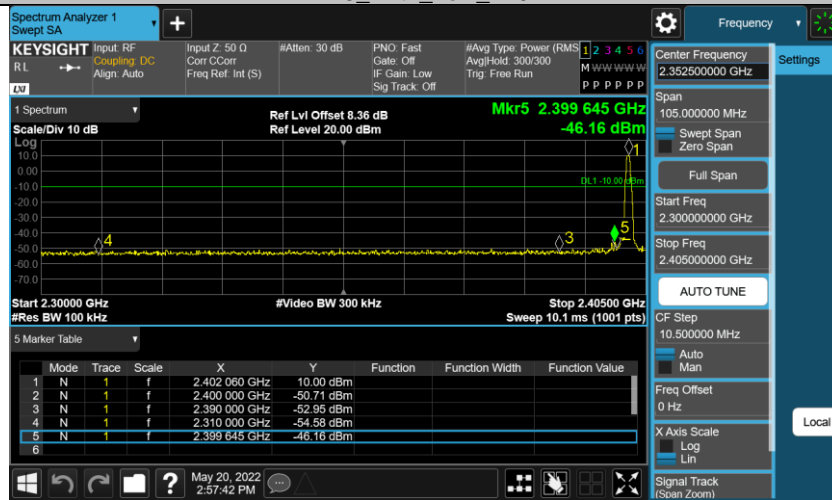 Spectrum Analyzer 1
Swept SA
+
Frequency
KEYSIGHT
RL
LXI
Input: RF
Coupling: DC
Align: Auto
Input Z: 50 Ω
Corr CCorr
Freq Ref: Int (S)
#Atten: 30 dB
PNO: Fast
Gate: Off
IF Gain: Low
Sig Track: Off
#Avg Type: Power (RMS
Avg|Hold: 300/300
Trig: Free Run
1 2 3 4 5 6
M W W W W W
P P P P P P
1 Spectrum
Scale/Div 10 dB
Ref Lvl Offset 8.36 dB
Ref Level 20.00 dBm
Mkr5 2.399 645 GHz
-46.16 dBm
Log
10.0
0.00
-10.0
-20.0
-30.0
-40.0
-50.0
-60.0
-70.0
DL1 -10.00 dBm
1
5
3
4
Start 2.30000 GHz
#Res BW 100 kHz
#Video BW 300 kHz
Stop 2.40500 GHz
Sweep 10.1 ms (1001 pts)
5 Marker Table
Mode Trace Scale X Y Function Function Width Function Value
1 N 1 f 2.402 060 GHz 10.00 dBm
2 N 1 f 2.400 000 GHz -50.71 dBm
3 N 1 f 2.390 000 GHz -52.95 dBm
4 N 1 f 2.310 000 GHz -54.58 dBm
5 N 1 f 2.399 645 GHz -46.16 dBm
6
?
May 20, 2022
2:57:42 PM
Center Frequency
2.352500000 GHz
Span
105.000000 MHz
Swept Span
Zero Span
Full Span
Start Freq
2.300000000 GHz
Stop Freq
2.405000000 GHz
AUTO TUNE
CF Step
10.500000 MHz
Auto
Man
Freq Offset
0 Hz
X Axis Scale
Log
Lin
Signal Track
(Span Zoom)
Settings
Local